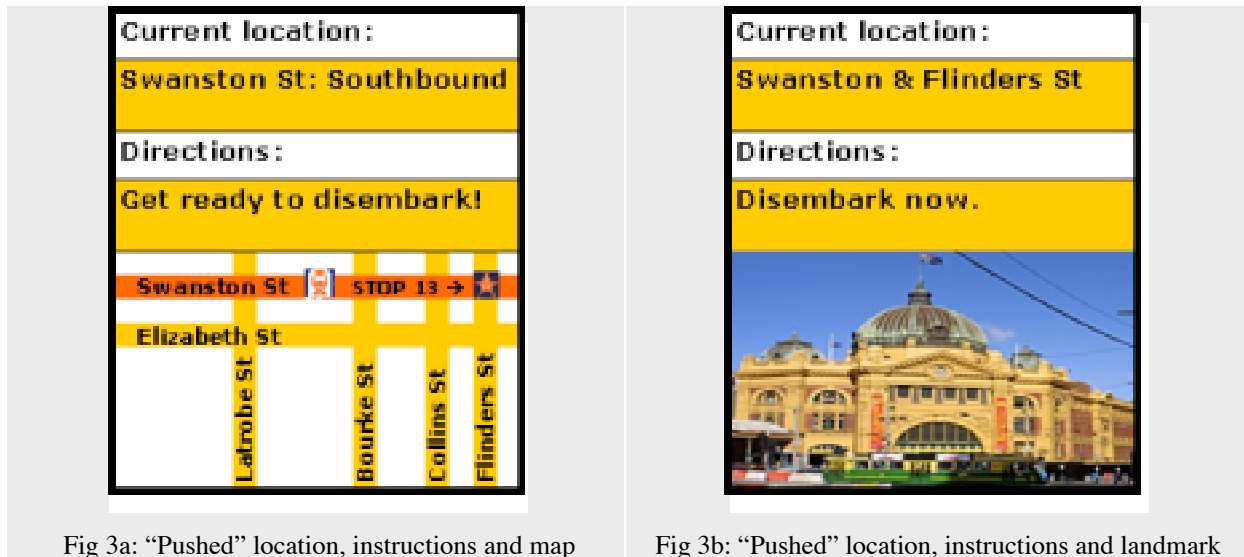 Current location:
Swanston St: Southbound
Directions:
Get ready to disembark!
Swanston St STOP 13 →
Elizabeth St
Latrobe St
Bourke St
Collins St
Flinders St
Fig 3a: “Pushed” location, instructions and map
Current location:
Swanston & Flinders St
Directions:
Disembark now.
Fig 3b: “Pushed” location, instructions and landmark